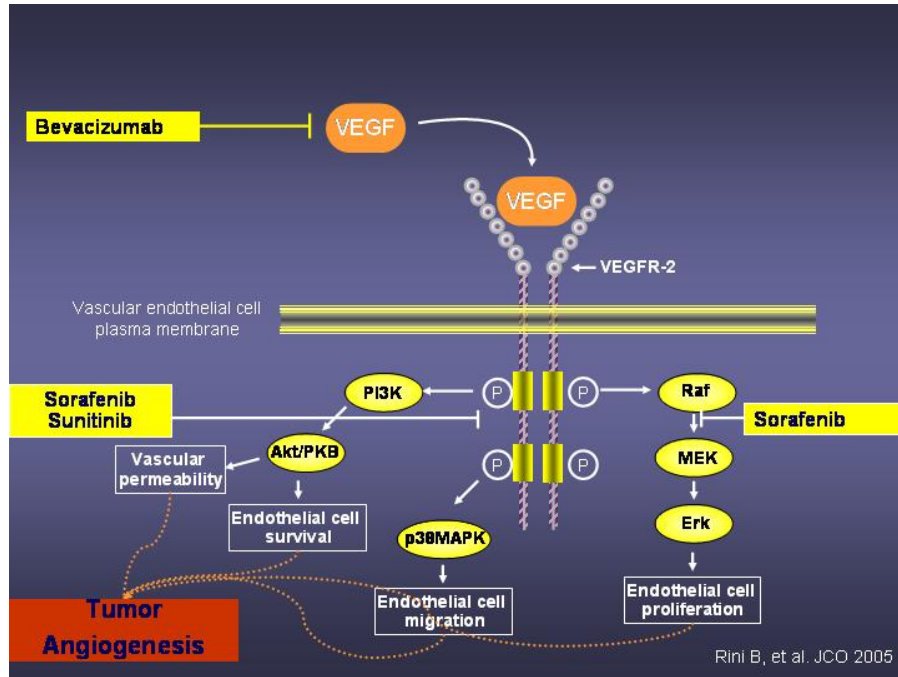 Bevacizumab
VEGF
VEGF
VEGFR-2
Vascular endothelial cell
plasma membrane
P
P
PI3K
Raf
Sorafenib
Sunitinib
Sorafenib
Akt/PKB
MEK
Vascular
permeability
P
P
Endothelial cell
survival
p38MAPK
Erk
Endothelial cell
migration
Endothelial cell
proliferation
Tumor
Angiogenesis
Rini B, et al. JCO 2005